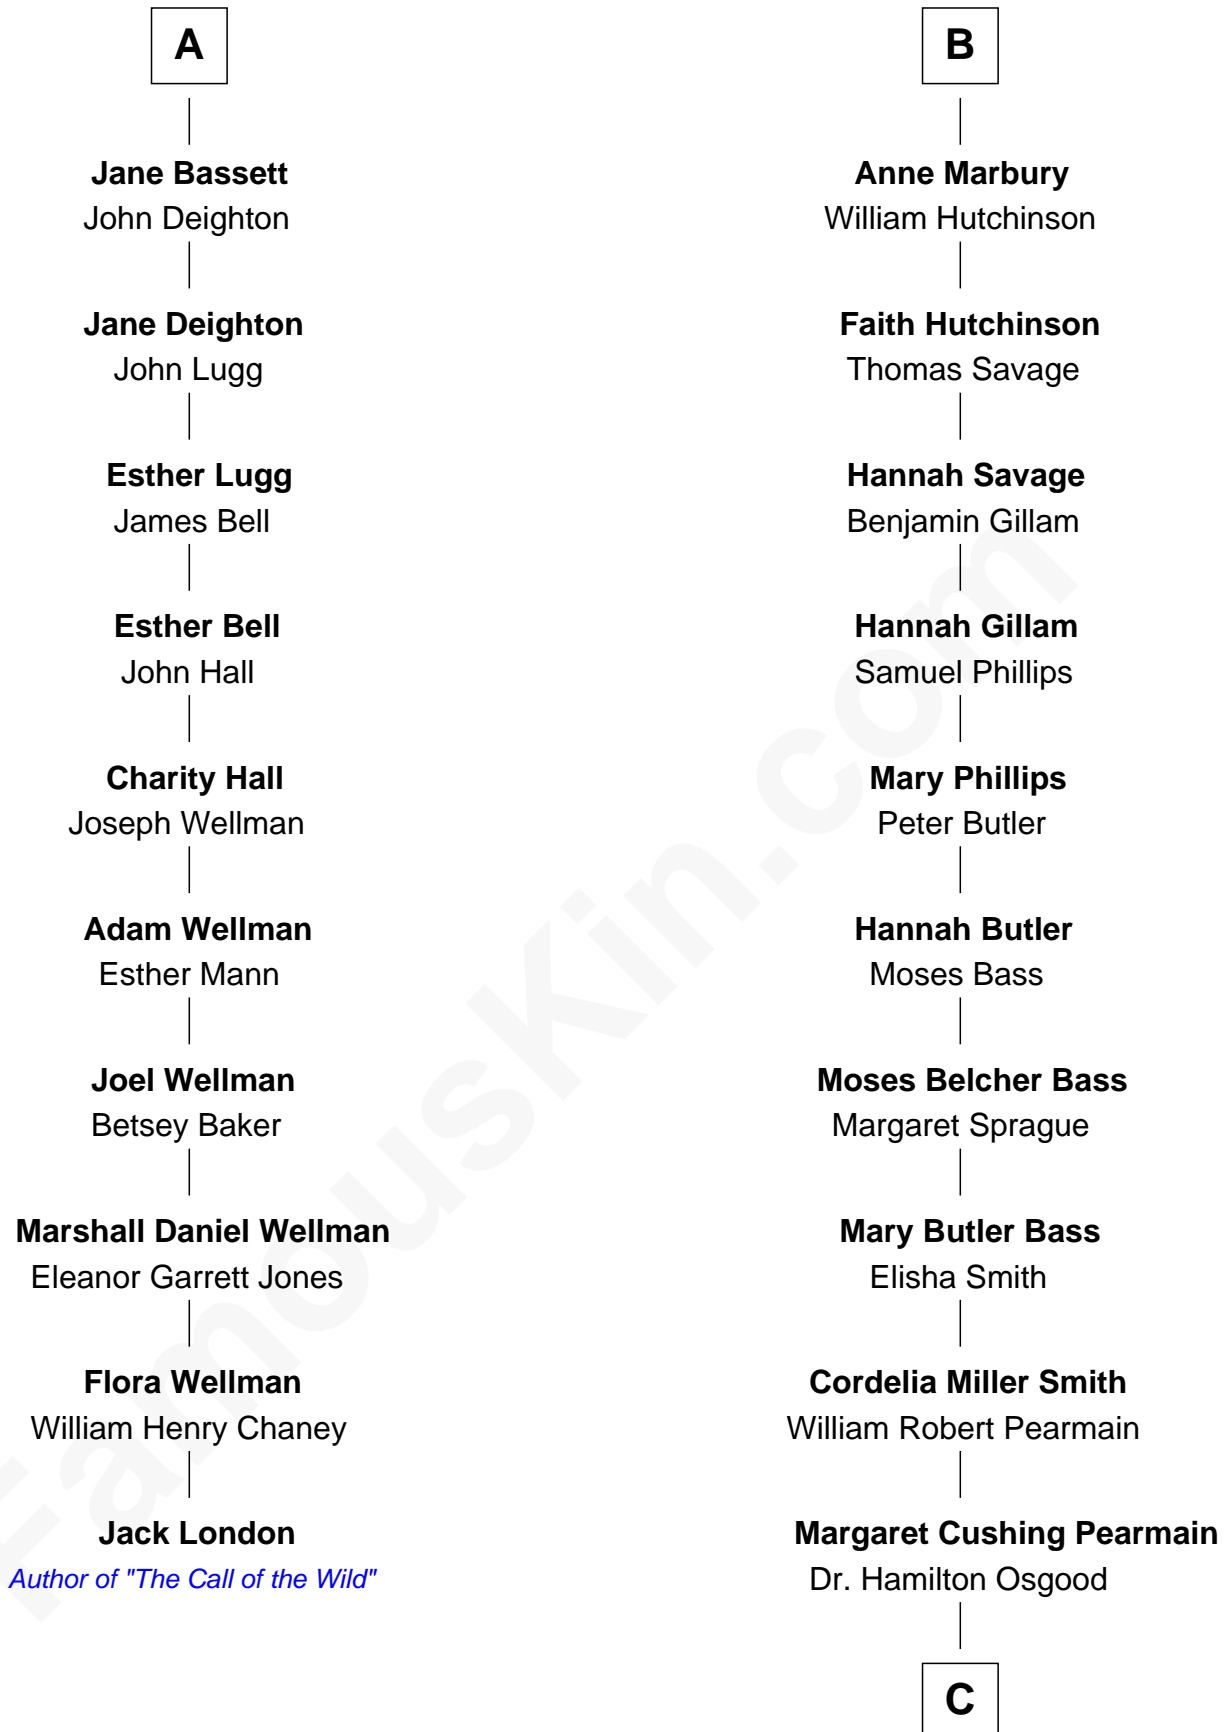 A
Jane Bassett
John Deighton
Jane Deighton
John Lugg
Esther Lugg
James Bell
Esther Bell
John Hall
Charity Hall
Joseph Wellman
Adam Wellman
Esther Mann
Joel Wellman
Betsey Baker
Marshall Daniel Wellman
Eleanor Garrett Jones
Flora Wellman
William Henry Chaney
Jack London
Author of "The Call of the Wild"
B
Anne Marbury
William Hutchinson
Faith Hutchinson
Thomas Savage
Hannah Savage
Benjamin Gillam
Hannah Gillam
Samuel Phillips
Mary Phillips
Peter Butler
Hannah Butler
Moses Bass
Moses Belcher Bass
Margaret Sprague
Mary Butler Bass
Elisha Smith
Cordelia Miller Smith
William Robert Pearmain
Margaret Cushing Pearmain
Dr. Hamilton Osgood
C
FamousKin.com